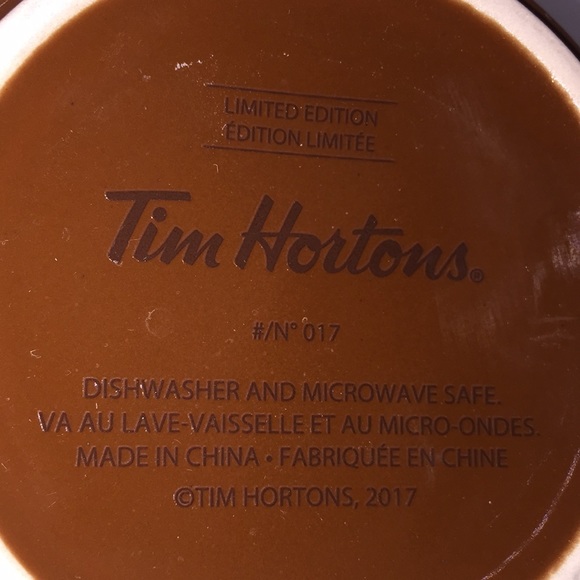 LIMITED EDITION
ÉDITION LIMITÉE
Tim Hortons®
#/N° 017
DISHWASHER AND MICROWAVE SAFE.
VA AU LAVE-VAISSELLE ET AU MICRO-ONDES.
MADE IN CHINA • FABRIQUÉE EN CHINE
©TIM HORTONS, 2017